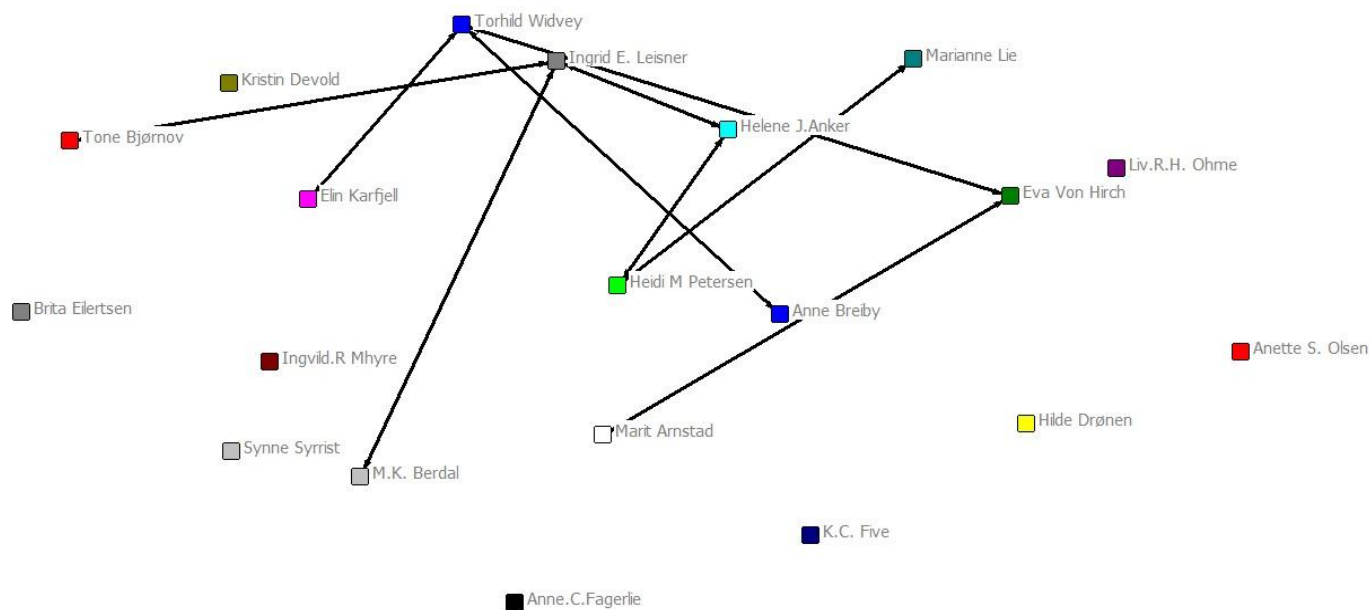 Torhild Widvey
Ingrid E. Leisner
Marianne Lie
Kristin Devold
Helene J.Anker
Tone Bjørnov
Liv.R.H. Ohme
Eva Von Hirch
Elin Karfjell
Heidi M Petersen
Brita Eilertsen
Anne Breiby
Anette S. Olsen
Ingvild.R Mhyre
Hilde Drønen
Marit Arnstad
Synne Syrrist
M.K. Berdal
K.C. Five
Anne.C.Fagerlie